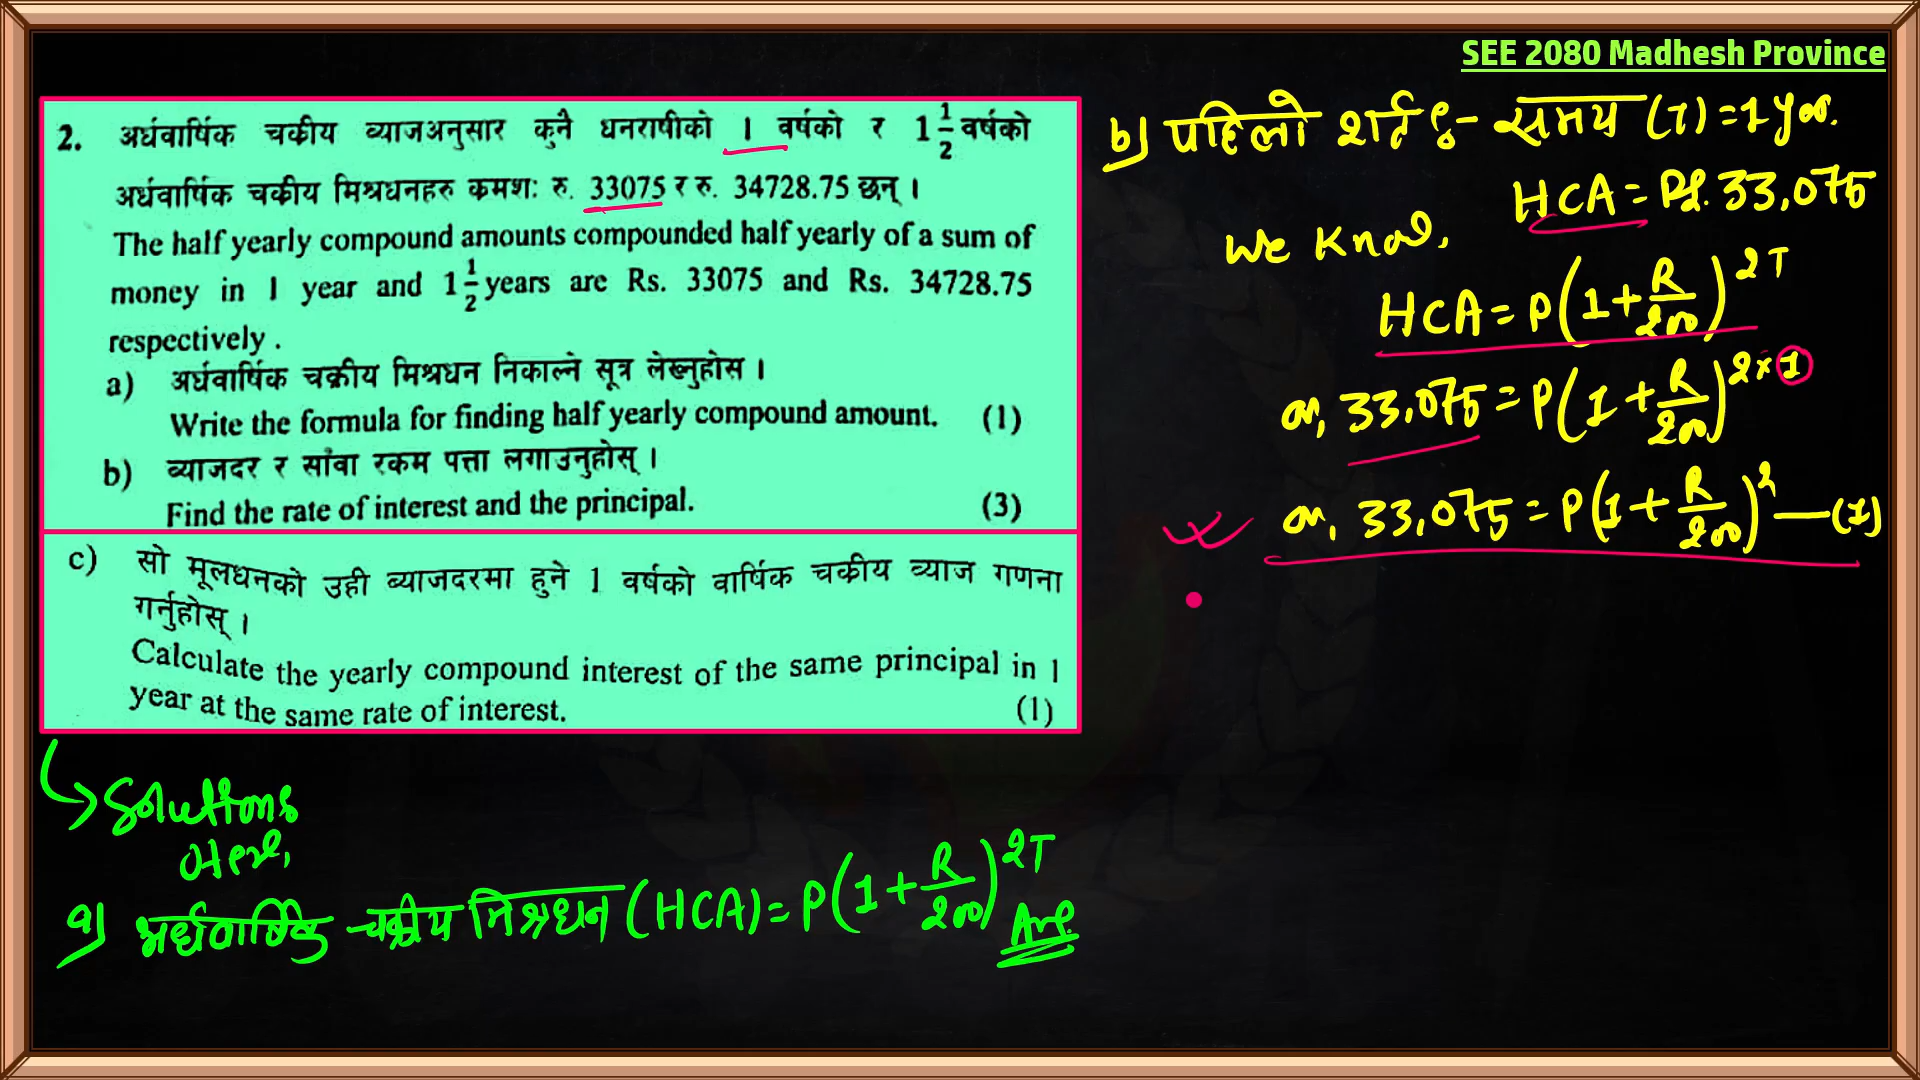 SEE 2080 Madhesh Province
2. अर्धवार्षिक चक्रीय व्याजअनुसार कुनै धनराषीको 1 वर्षको र 1 1/2 वर्षको
अर्धवार्षिक चक्रीय मिश्रधनहरु क्रमशः रु. 33075 र रु. 34728.75 छन् ।
The half yearly compound amounts compounded half yearly of a sum of
money in 1 year and 1 1/2 years are Rs. 33075 and Rs. 34728.75
respectively .
a) अर्धवार्षिक चक्रीय मिश्रधन निकाल्ने सूत्र लेख्नुहोस ।
Write the formula for finding half yearly compound amount. (1)
b) ब्याजदर र सांवा रकम पत्ता लगाउनुहोस् ।
Find the rate of interest and the principal. (3)
c) सो मूलधनको उही ब्याजदरमा हुने 1 वर्षको वार्षिक चक्रीय ब्याज गणना
गर्नुहोस् ।
Calculate the yearly compound interest of the same principal in 1
year at the same rate of interest. (1)
Solutions
Here,
a) अर्धवार्षिक चक्रीय मिश्रधन (HCA) = P(1+R/200)^2T Ans
b) पहिलो शर्त :- समय (T) = 1 year.
HCA = Rs. 33,075
We Know,
HCA = P(1+R/200)^2T
or, 33,075 = P(1+R/200)^2×1
or, 33,075 = P(1+R/200)^2 —(1)